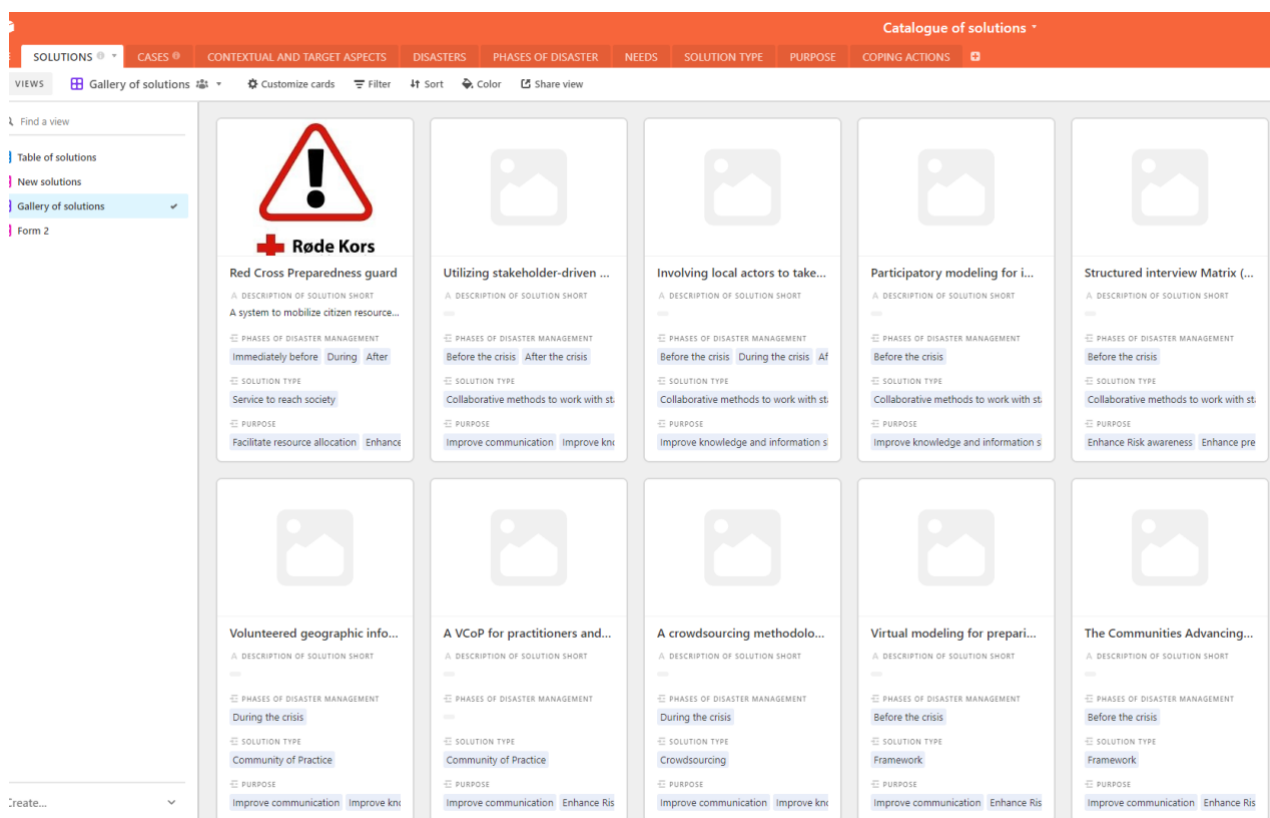 Catalogue of solutions
SOLUTIONS CASES CONTEXTUAL AND TARGET ASPECTS DISASTERS PHASES OF DISASTER NEEDS SOLUTION TYPE PURPOSE COPING ACTIONS
VIEWS Gallery of solutions Customize cards Filter Sort Color Share view
Find a view
Table of solutions
New solutions
Gallery of solutions
Form 2
Røde Kors
Red Cross Preparedness guard
A DESCRIPTION OF SOLUTION SHORT
A system to mobilize citizen resource...
PHASES OF DISASTER MANAGEMENT
Immediately before During After
SOLUTION TYPE
Service to reach society
PURPOSE
Facilitate resource allocation Enhance
Utilizing stakeholder-driven ...
A DESCRIPTION OF SOLUTION SHORT
PHASES OF DISASTER MANAGEMENT
Before the crisis After the crisis
SOLUTION TYPE
Collaborative methods to work with st
PURPOSE
Improve communication Improve kno
Involving local actors to take...
A DESCRIPTION OF SOLUTION SHORT
PHASES OF DISASTER MANAGEMENT
Before the crisis During the crisis Af
SOLUTION TYPE
Collaborative methods to work with st
PURPOSE
Improve knowledge and information s
Participatory modeling for i...
A DESCRIPTION OF SOLUTION SHORT
PHASES OF DISASTER MANAGEMENT
Before the crisis
SOLUTION TYPE
Collaborative methods to work with st
PURPOSE
Improve knowledge and information s
Structured interview Matrix (...
A DESCRIPTION OF SOLUTION SHORT
PHASES OF DISASTER MANAGEMENT
Before the crisis
SOLUTION TYPE
Collaborative methods to work with st
PURPOSE
Enhance Risk awareness Enhance pre
Volunteered geographic info...
A DESCRIPTION OF SOLUTION SHORT
PHASES OF DISASTER MANAGEMENT
During the crisis
SOLUTION TYPE
Community of Practice
PURPOSE
Improve communication Improve kno
A VCoP for practitioners and...
A DESCRIPTION OF SOLUTION SHORT
PHASES OF DISASTER MANAGEMENT
SOLUTION TYPE
Community of Practice
PURPOSE
Improve communication Enhance Ris
A crowdsourcing methodolo...
A DESCRIPTION OF SOLUTION SHORT
PHASES OF DISASTER MANAGEMENT
During the crisis
SOLUTION TYPE
Crowdsourcing
PURPOSE
Improve communication Improve kno
Virtual modeling for prepari...
A DESCRIPTION OF SOLUTION SHORT
PHASES OF DISASTER MANAGEMENT
Before the crisis
SOLUTION TYPE
Framework
PURPOSE
Improve communication Enhance Ris
The Communities Advancing...
A DESCRIPTION OF SOLUTION SHORT
PHASES OF DISASTER MANAGEMENT
Before the crisis
SOLUTION TYPE
Framework
PURPOSE
Improve communication Enhance Ris
Create...